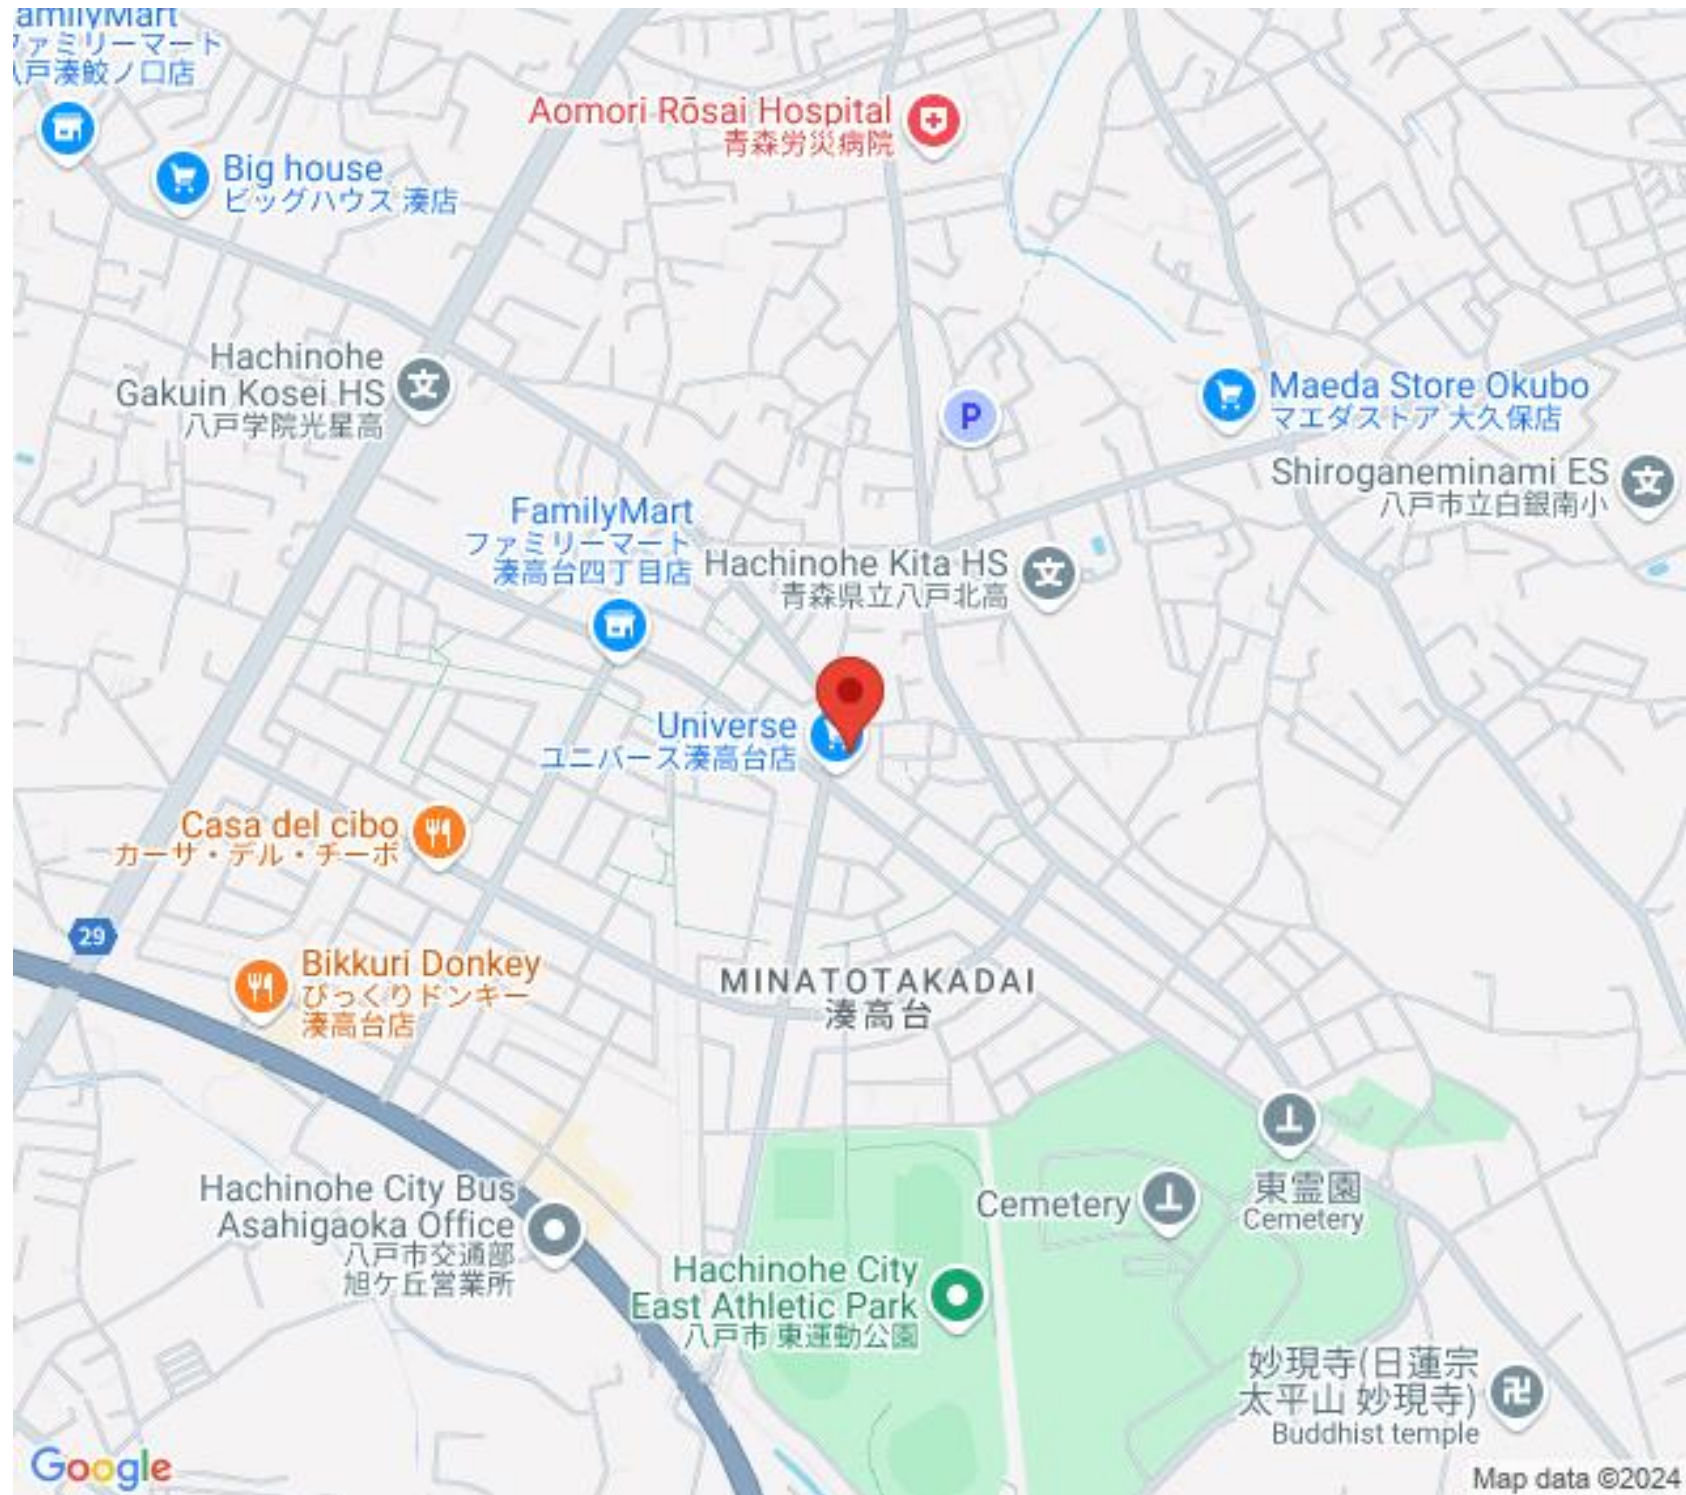 amilyMart
ファミリーマート
八戸湊鮫ノ口店
Big house
ビッグハウス 湊店
Aomori Rōsai Hospital
青森労災病院
Hachinohe
Gakuin Kosei HS
八戸学院光星高
P
Maeda Store Okubo
マエダストア 大久保店
Shiroganeminami ES
八戸市立白銀南小
FamilyMart
ファミリーマート
湊高台四丁目店
Hachinohe Kita HS
青森県立八戸北高
Universe
ユニバース湊高台店
Casa del cibo
カーサ・デル・チーボ
29
Bikkuri Donkey
びっくりドンキー
湊高台店
MINATOTAKADAI
湊高台
Hachinohe City Bus
Asahigaoka Office
八戸市交通部
旭ケ丘営業所
Cemetery
東霊園
Cemetery
Hachinohe City
East Athletic Park
八戸市 東運動公園
妙現寺(日蓮宗
太平山 妙現寺)
Buddhist temple
Google
Map data ©2024